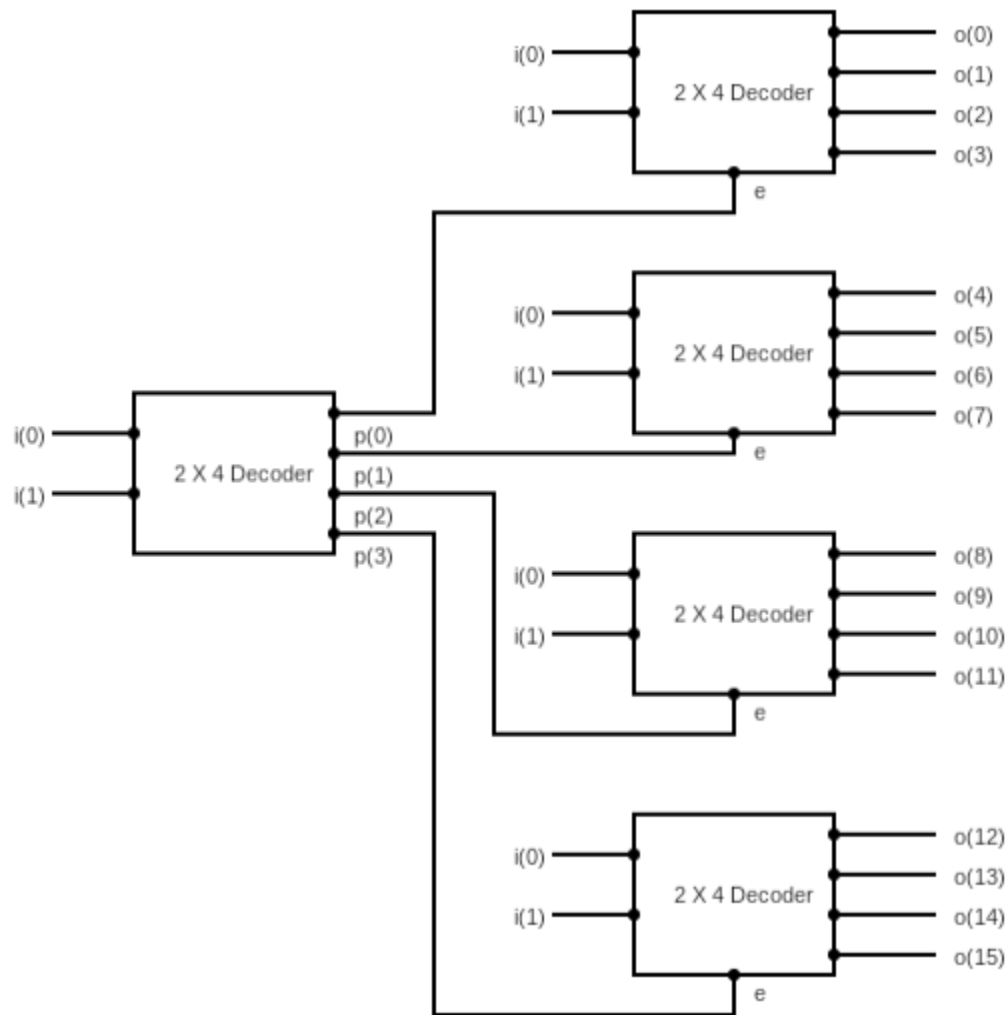 i(0)
i(1)
2 X 4 Decoder
o(0)
o(1)
o(2)
o(3)
e
i(0)
i(1)
2 X 4 Decoder
o(4)
o(5)
o(6)
o(7)
e
i(0)
i(1)
2 X 4 Decoder
p(0)
p(1)
p(2)
p(3)
i(0)
i(1)
2 X 4 Decoder
o(8)
o(9)
o(10)
o(11)
e
i(0)
i(1)
2 X 4 Decoder
o(12)
o(13)
o(14)
o(15)
e